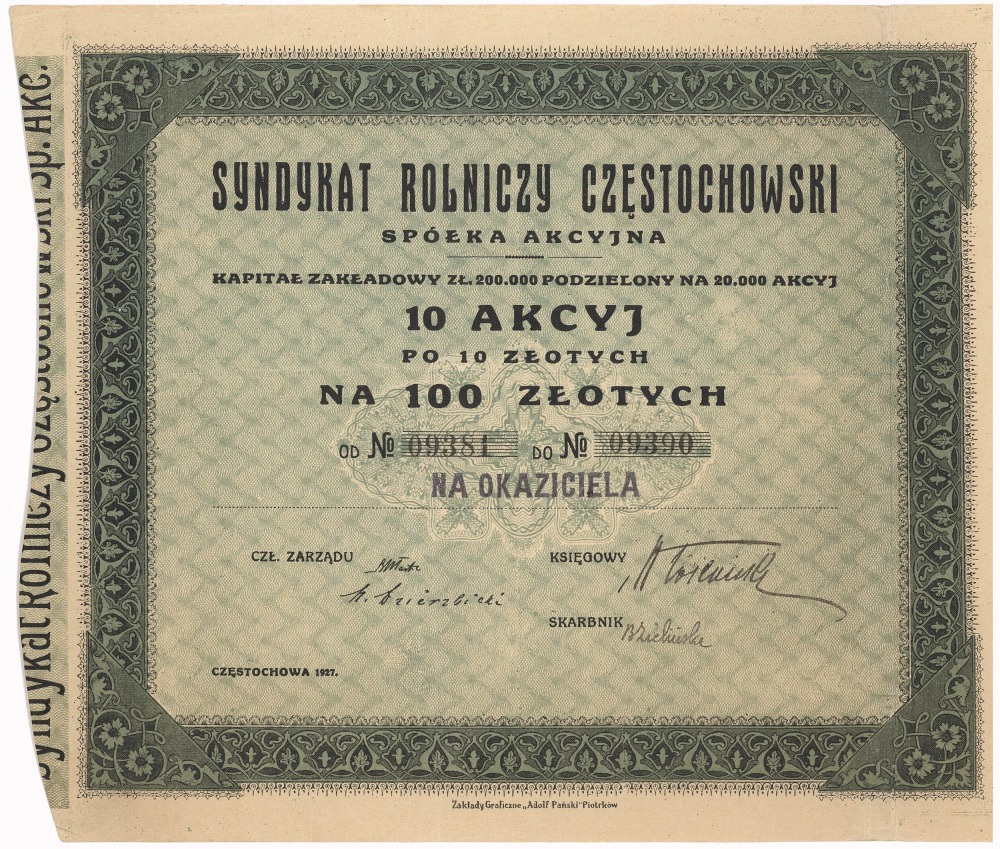 SYNDYKAT ROLNICZY CZĘSTOCHOWSKI
SPÓŁKA AKCYJNA
KAPITAŁ ZAKŁADOWY ZŁ. 200.000 PODZIELONY NA 20.000 AKCYJ
10 AKCYJ
PO 10 ZŁOTYCH
NA 100 ZŁOTYCH
OD № 09381 DO № 09390
NA OKAZICIELA
CZŁ. ZARZĄDU
KSIĘGOWY
SKARBNIK BZielińska
CZĘSTOCHOWA 1927.
Zakłady Graficzne „Adolf Pański" Piotrków
Syndykat Rolniczy Częstochowski Sp. Akc.